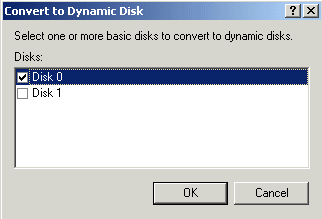 Convert to Dynamic Disk
Select one or more basic disks to convert to dynamic disks.
Disks:
Disk 0
Disk 1
OK
Cancel